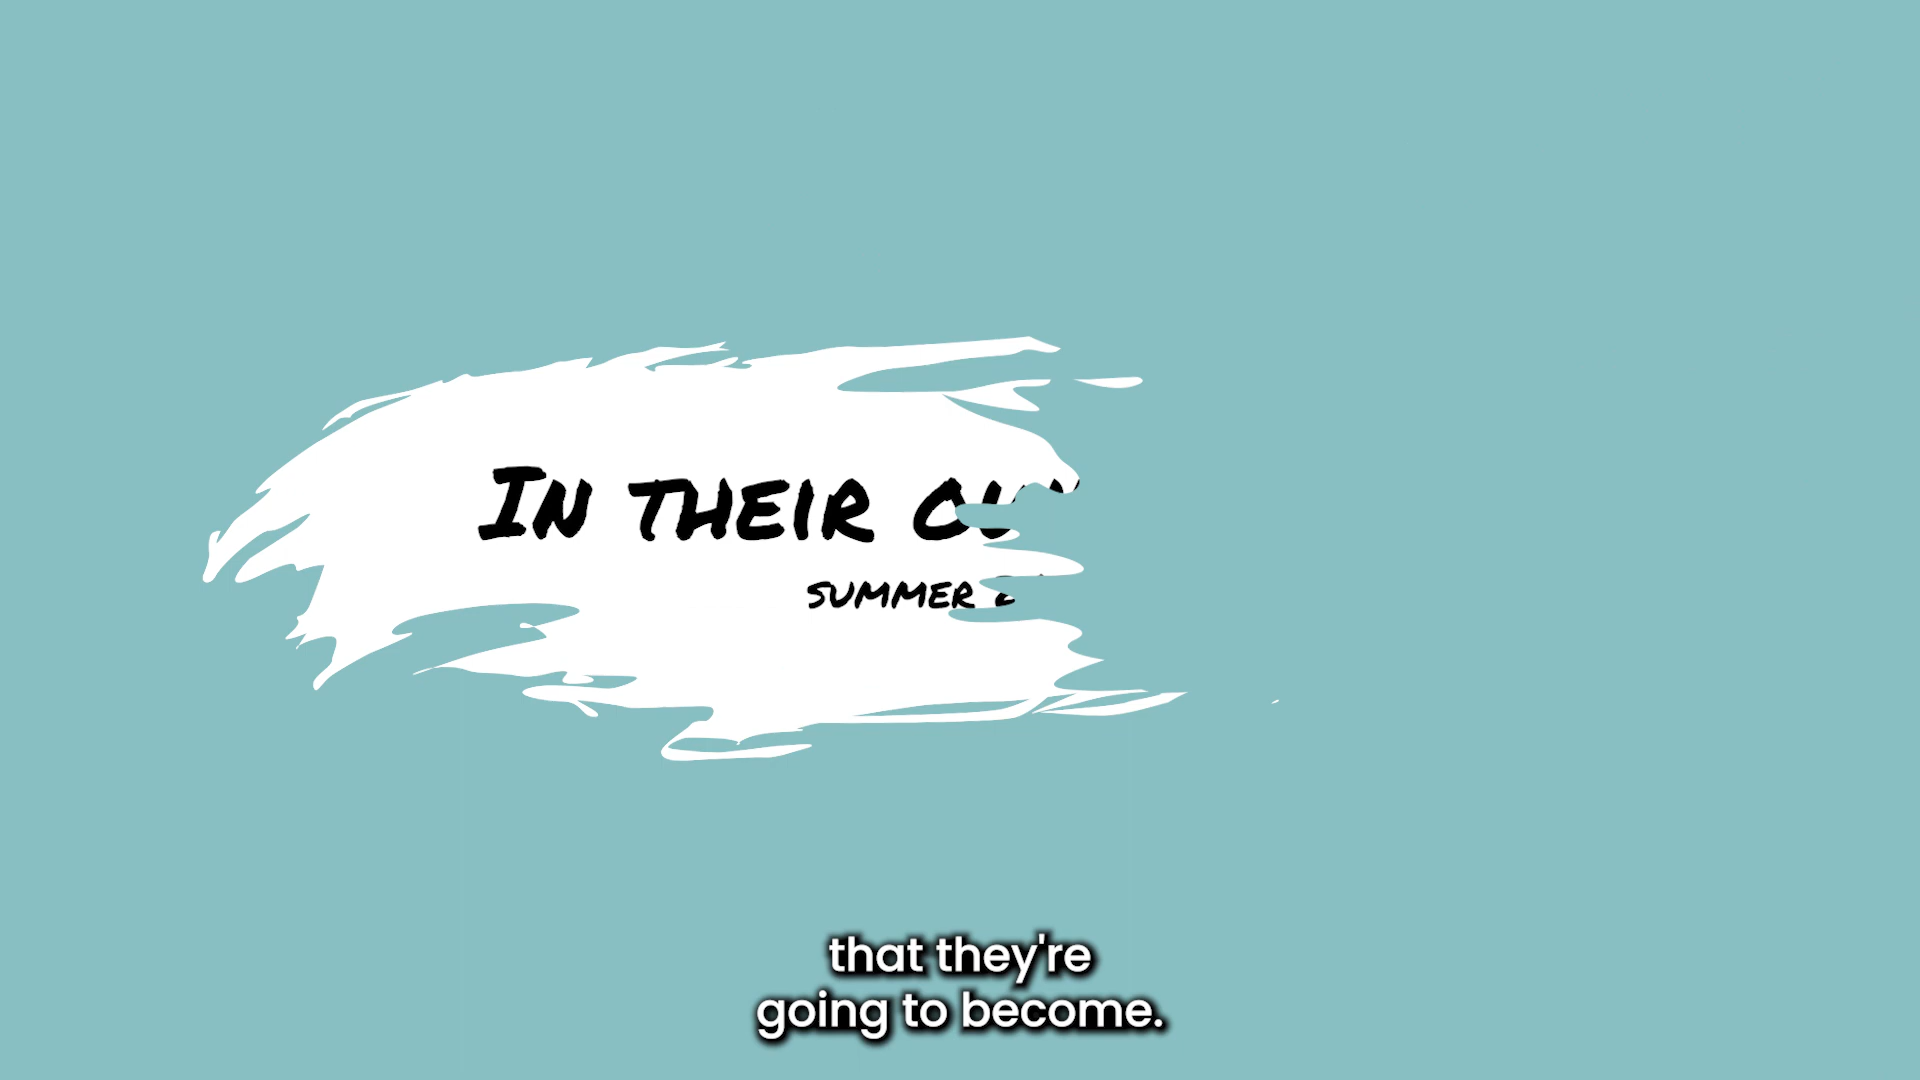 In their
summer
that they're
going to become.